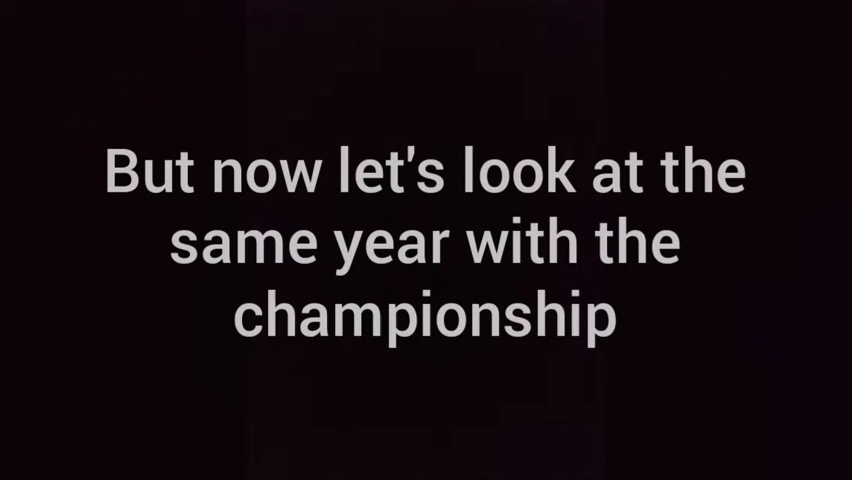 But now let's look at the
same year with the
championship